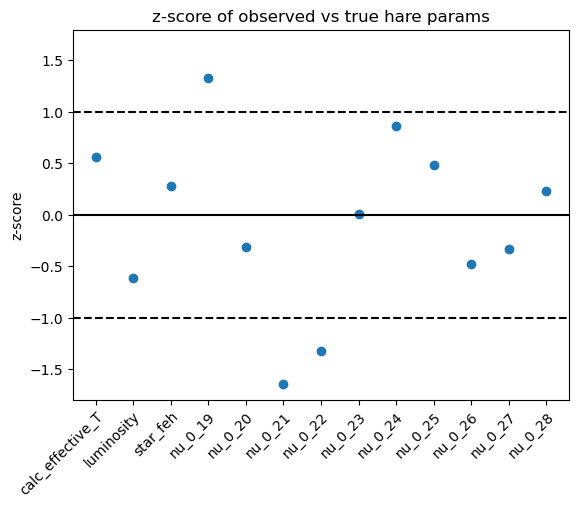 z-score of observed vs true hare params
z-score
1.5
1.0
0.5
0.0
−0.5
−1.0
−1.5
calc_effective_T
luminosity
star_feh
nu_0_19
nu_0_20
nu_0_21
nu_0_22
nu_0_23
nu_0_24
nu_0_25
nu_0_26
nu_0_27
nu_0_28